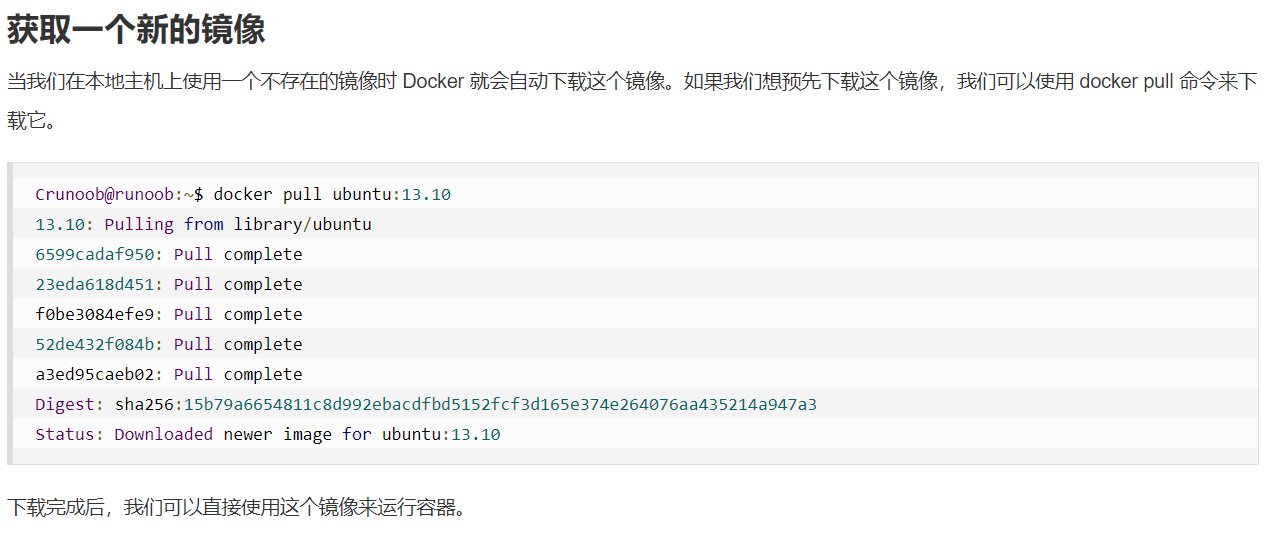 获取一个新的镜像
当我们在本地主机上使用一个不存在的镜像时 Docker 就会自动下载这个镜像。如果我们想预先下载这个镜像，我们可以使用 docker pull 命令来下
载它。
Crunoob@runoob:~$ docker pull ubuntu:13.10
13.10: Pulling from library/ubuntu
6599cadaf950: Pull complete
23eda618d451: Pull complete
f0be3084efe9: Pull complete
52de432f084b: Pull complete
a3ed95caeb02: Pull complete
Digest: sha256:15b79a6654811c8d992ebacdfbd5152fcf3d165e374e264076aa435214a947a3
Status: Downloaded newer image for ubuntu:13.10
下载完成后，我们可以直接使用这个镜像来运行容器。